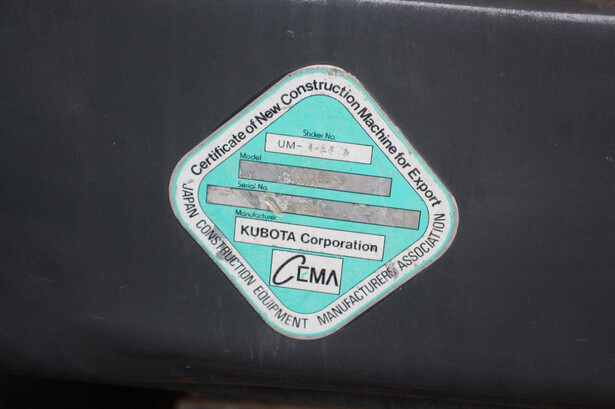 Certificate of New Construction Machine for Export
Sticker No.
UM-
Model
Serial No.
Manufacturer
KUBOTA Corporation
CEMA
JAPAN CONSTRUCTION EQUIPMENT MANUFACTURERS ASSOCIATION